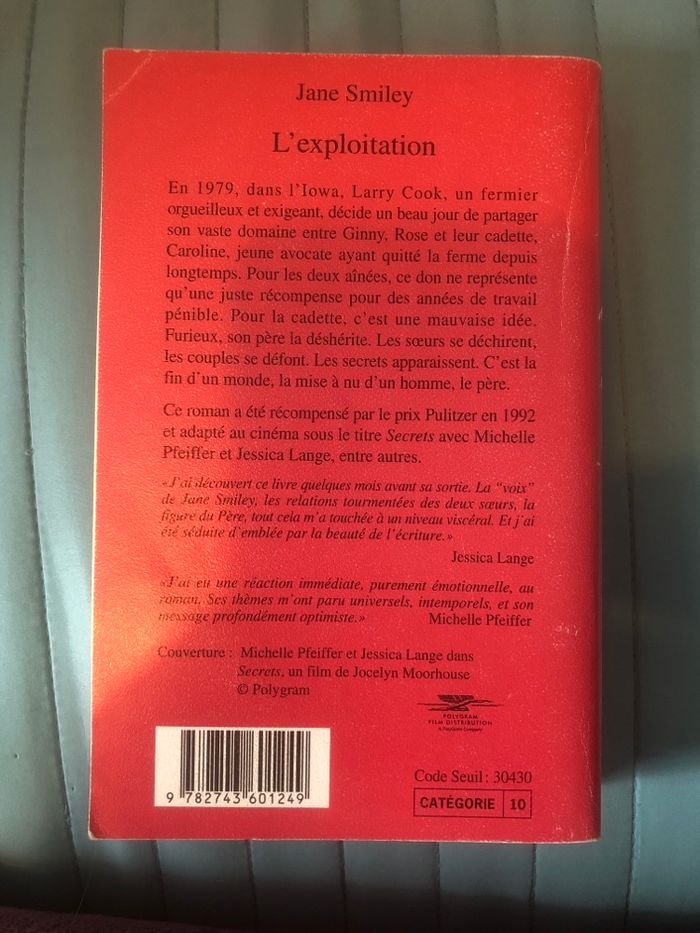 Jane Smiley
L'exploitation
En 1979, dans l'Iowa, Larry Cook, un fermier
orgueilleux et exigeant, décide un beau jour de partager
son vaste domaine entre Ginny, Rose et leur cadette,
Caroline, jeune avocate ayant quitté la ferme depuis
longtemps. Pour les deux aînées, ce don ne représente
qu'une juste récompense pour des années de travail
pénible. Pour la cadette, c'est une mauvaise idée.
Furieux, son père la déshérite. Les sœurs se déchirent,
les couples se défont. Les secrets apparaissent. C'est la
fin d'un monde, la mise à nu d'un homme, le père.
Ce roman a été récompensé par le prix Pulitzer en 1992
et adapté au cinéma sous le titre Secrets avec Michelle
Pfeiffer et Jessica Lange, entre autres.
«J'ai découvert ce livre quelques mois avant sa sortie. La "voix"
de Jane Smiley, les relations tourmentées des deux sœurs, la
figure du Père, tout cela m'a touchée à un niveau viscéral. Et j'ai
été séduite d'emblée par la beauté de l'écriture.»
Jessica Lange
«J'ai eu une réaction immédiate, purement émotionnelle, au
roman. Ses thèmes m'ont paru universels, intemporels, et son
message profondément optimiste.» Michelle Pfeiffer
Couverture : Michelle Pfeiffer et Jessica Lange dans
Secrets, un film de Jocelyn Moorhouse
© Polygram
POLYGRAM
FILM DISTRIBUTION
A PolyGram Company
9 782743 601249
Code Seuil : 30430
CATÉGORIE 10